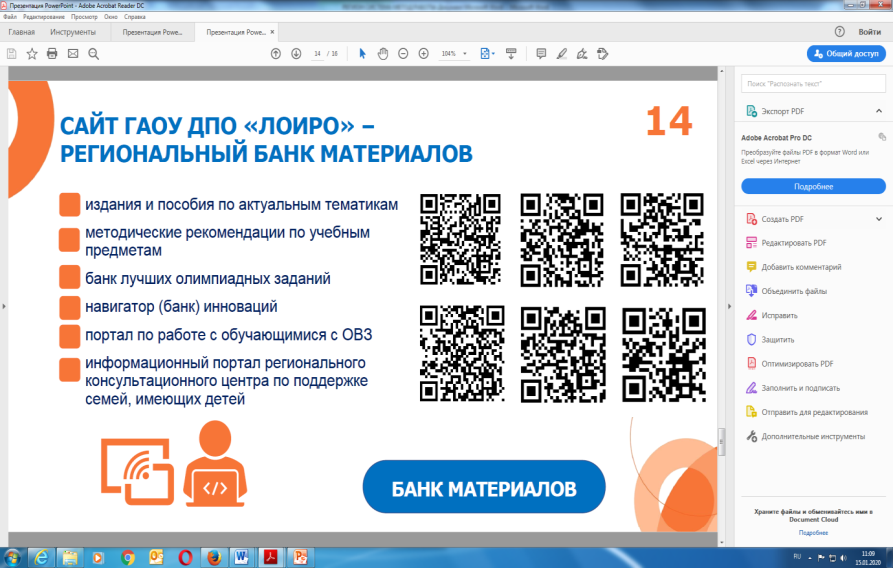 Презентация PowerPoint - Adobe Acrobat Reader DC
Файл Редактирование Просмотр Окно Справка
Главная Инструменты Презентация Powe... Презентация Powe... × Войти
14 / 16 104% Общий доступ
САЙТ ГАОУ ДПО «ЛОИРО» –
РЕГИОНАЛЬНЫЙ БАНК МАТЕРИАЛОВ
14
издания и пособия по актуальным тематикам
методические рекомендации по учебным
предметам
банк лучших олимпиадных заданий
навигатор (банк) инноваций
портал по работе с обучающимися с ОВЗ
информационный портал регионального
консультационного центра по поддержке
семей, имеющих детей
БАНК МАТЕРИАЛОВ
Поиск "Распознать текст"
Экспорт PDF
Adobe Acrobat Pro DC
Преобразуйте файлы PDF в формат Word или
Excel через Интернет
Подробнее
Создать PDF
Редактировать PDF
Добавить комментарий
Объединить файлы
Исправить
Защитить
Оптимизировать PDF
Заполнить и подписать
Отправить для редактирования
Дополнительные инструменты
Храните файлы и обменивайтесь ими в
Document Cloud
Подробнее
RU
11:09
15.01.2020